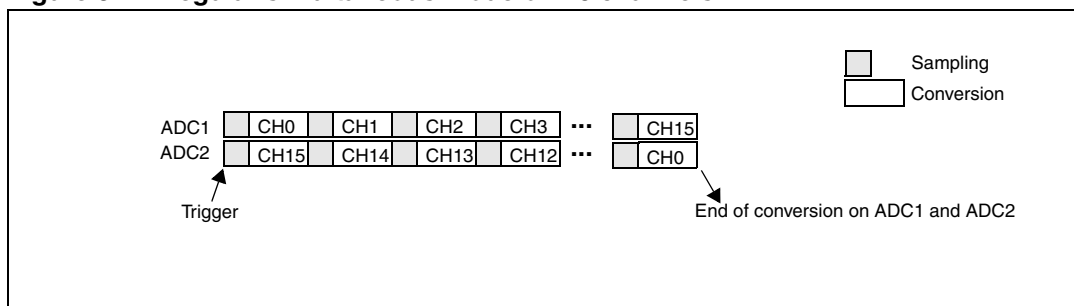 Sampling
Conversion
ADC1 CH0 CH1 CH2 CH3 ... CH15
ADC2 CH15 CH14 CH13 CH12 ... CH0
Trigger
End of conversion on ADC1 and ADC2